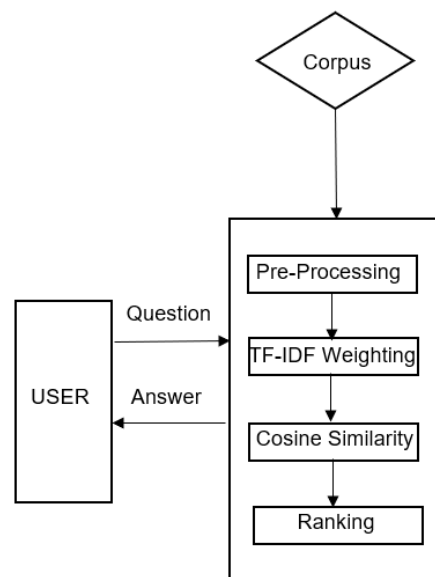 Corpus
Pre-Processing
Question
TF-IDF Weighting
USER
Answer
Cosine Similarity
Ranking